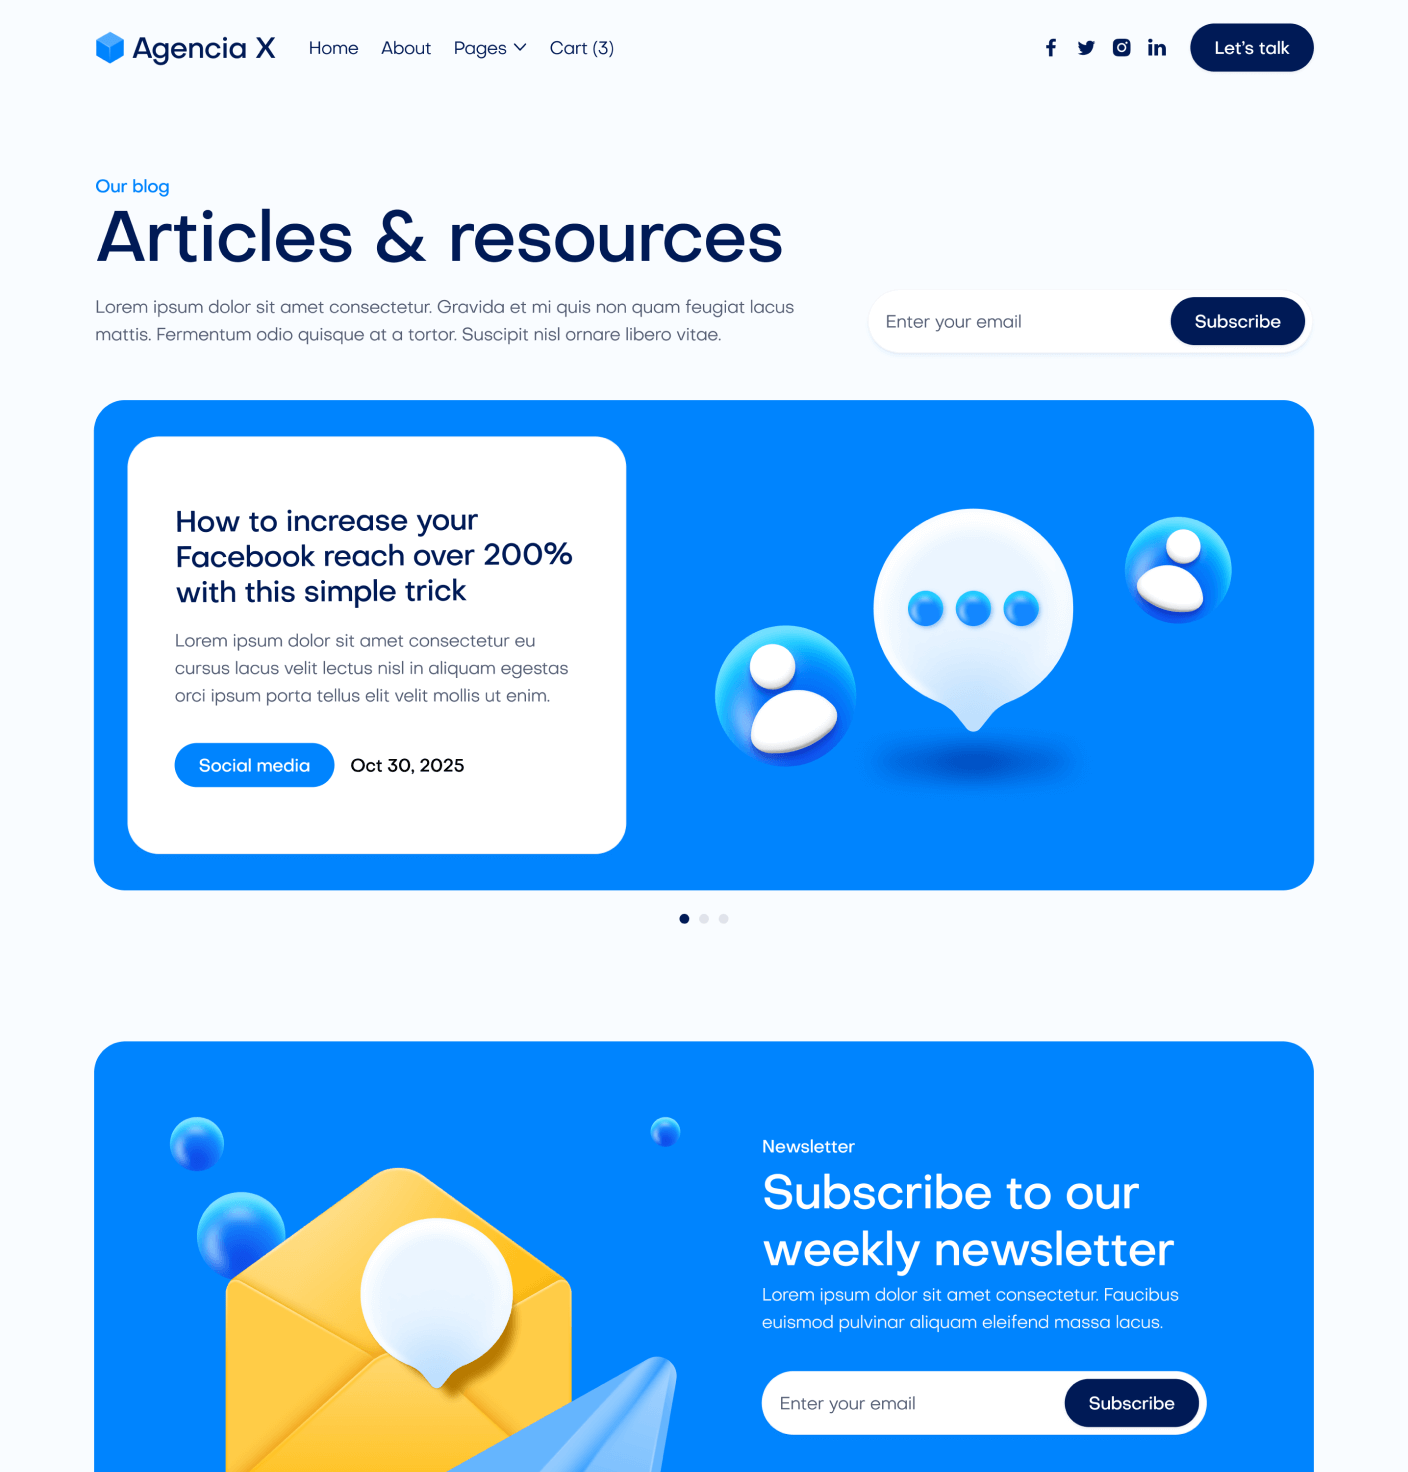 Agencia X
Home About Pages Cart (3)
Let's talk
Our blog
Articles & resources
Lorem ipsum dolor sit amet consectetur. Gravida et mi quis non quam feugiat lacus
mattis. Fermentum odio quisque at a tortor. Suscipit nisl ornare libero vitae.
Enter your email
Subscribe
How to increase your
Facebook reach over 200%
with this simple trick
Lorem ipsum dolor sit amet consectetur eu
cursus lacus velit lectus nisl in aliquam egestas
orci ipsum porta tellus elit velit mollis ut enim.
Social media
Oct 30, 2025
Newsletter
Subscribe to our
weekly newsletter
Lorem ipsum dolor sit amet consectetur. Faucibus
euismod pulvinar aliquam eleifend massa lacus.
Enter your email
Subscribe